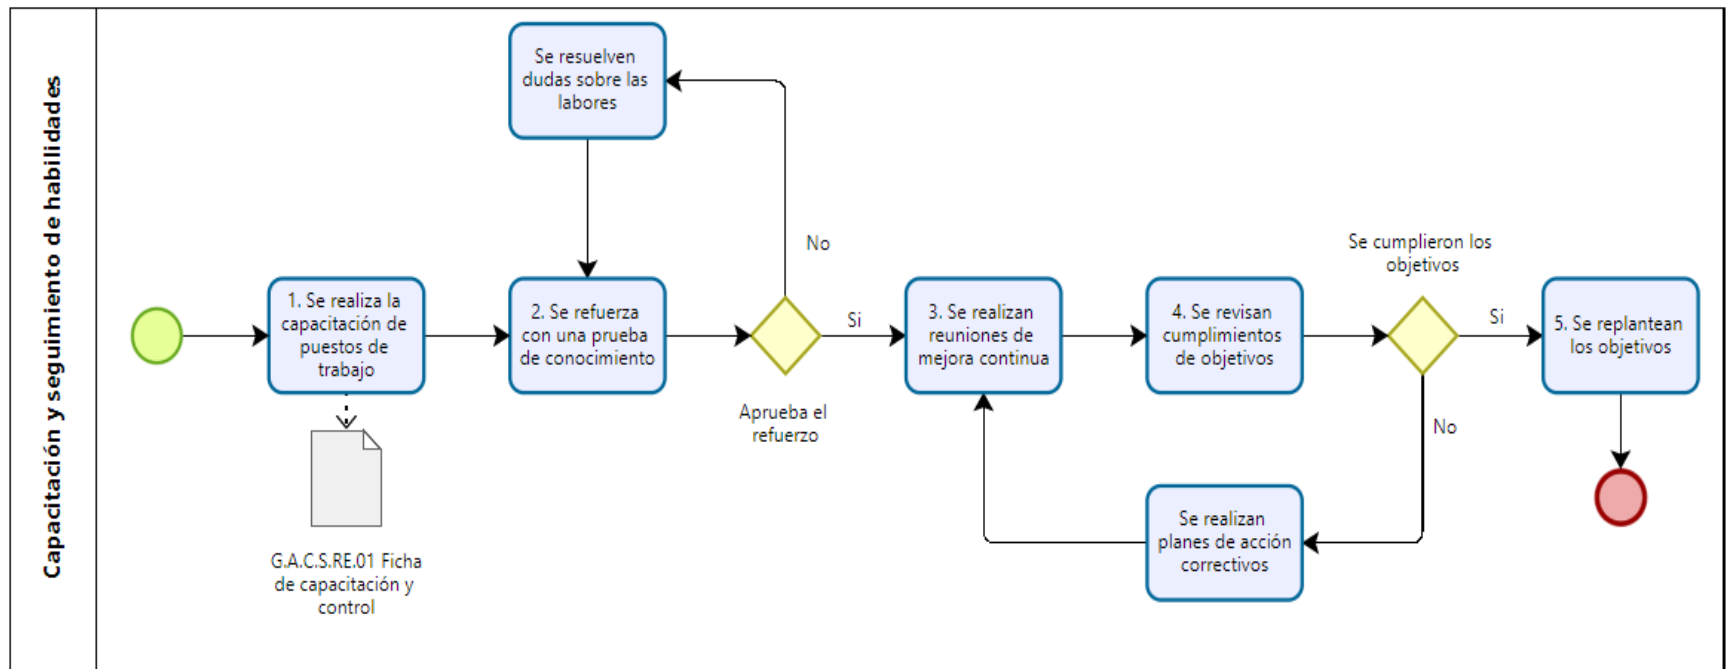 Capacitación y seguimiento de habilidades
Se resuelven
dudas sobre las
labores
No
1. Se realiza la
capacitación de
puestos de
trabajo
2. Se refuerza
con una prueba
de conocimiento
Aprueba el
refuerzo
Si
3. Se realizan
reuniones de
mejora continua
4. Se revisan
cumplimientos
de objetivos
Se cumplieron los
objetivos
Si
5. Se replantean
los objetivos
No
Se realizan
planes de acción
correctivos
G.A.C.S.RE.01 Ficha
de capacitación y
control